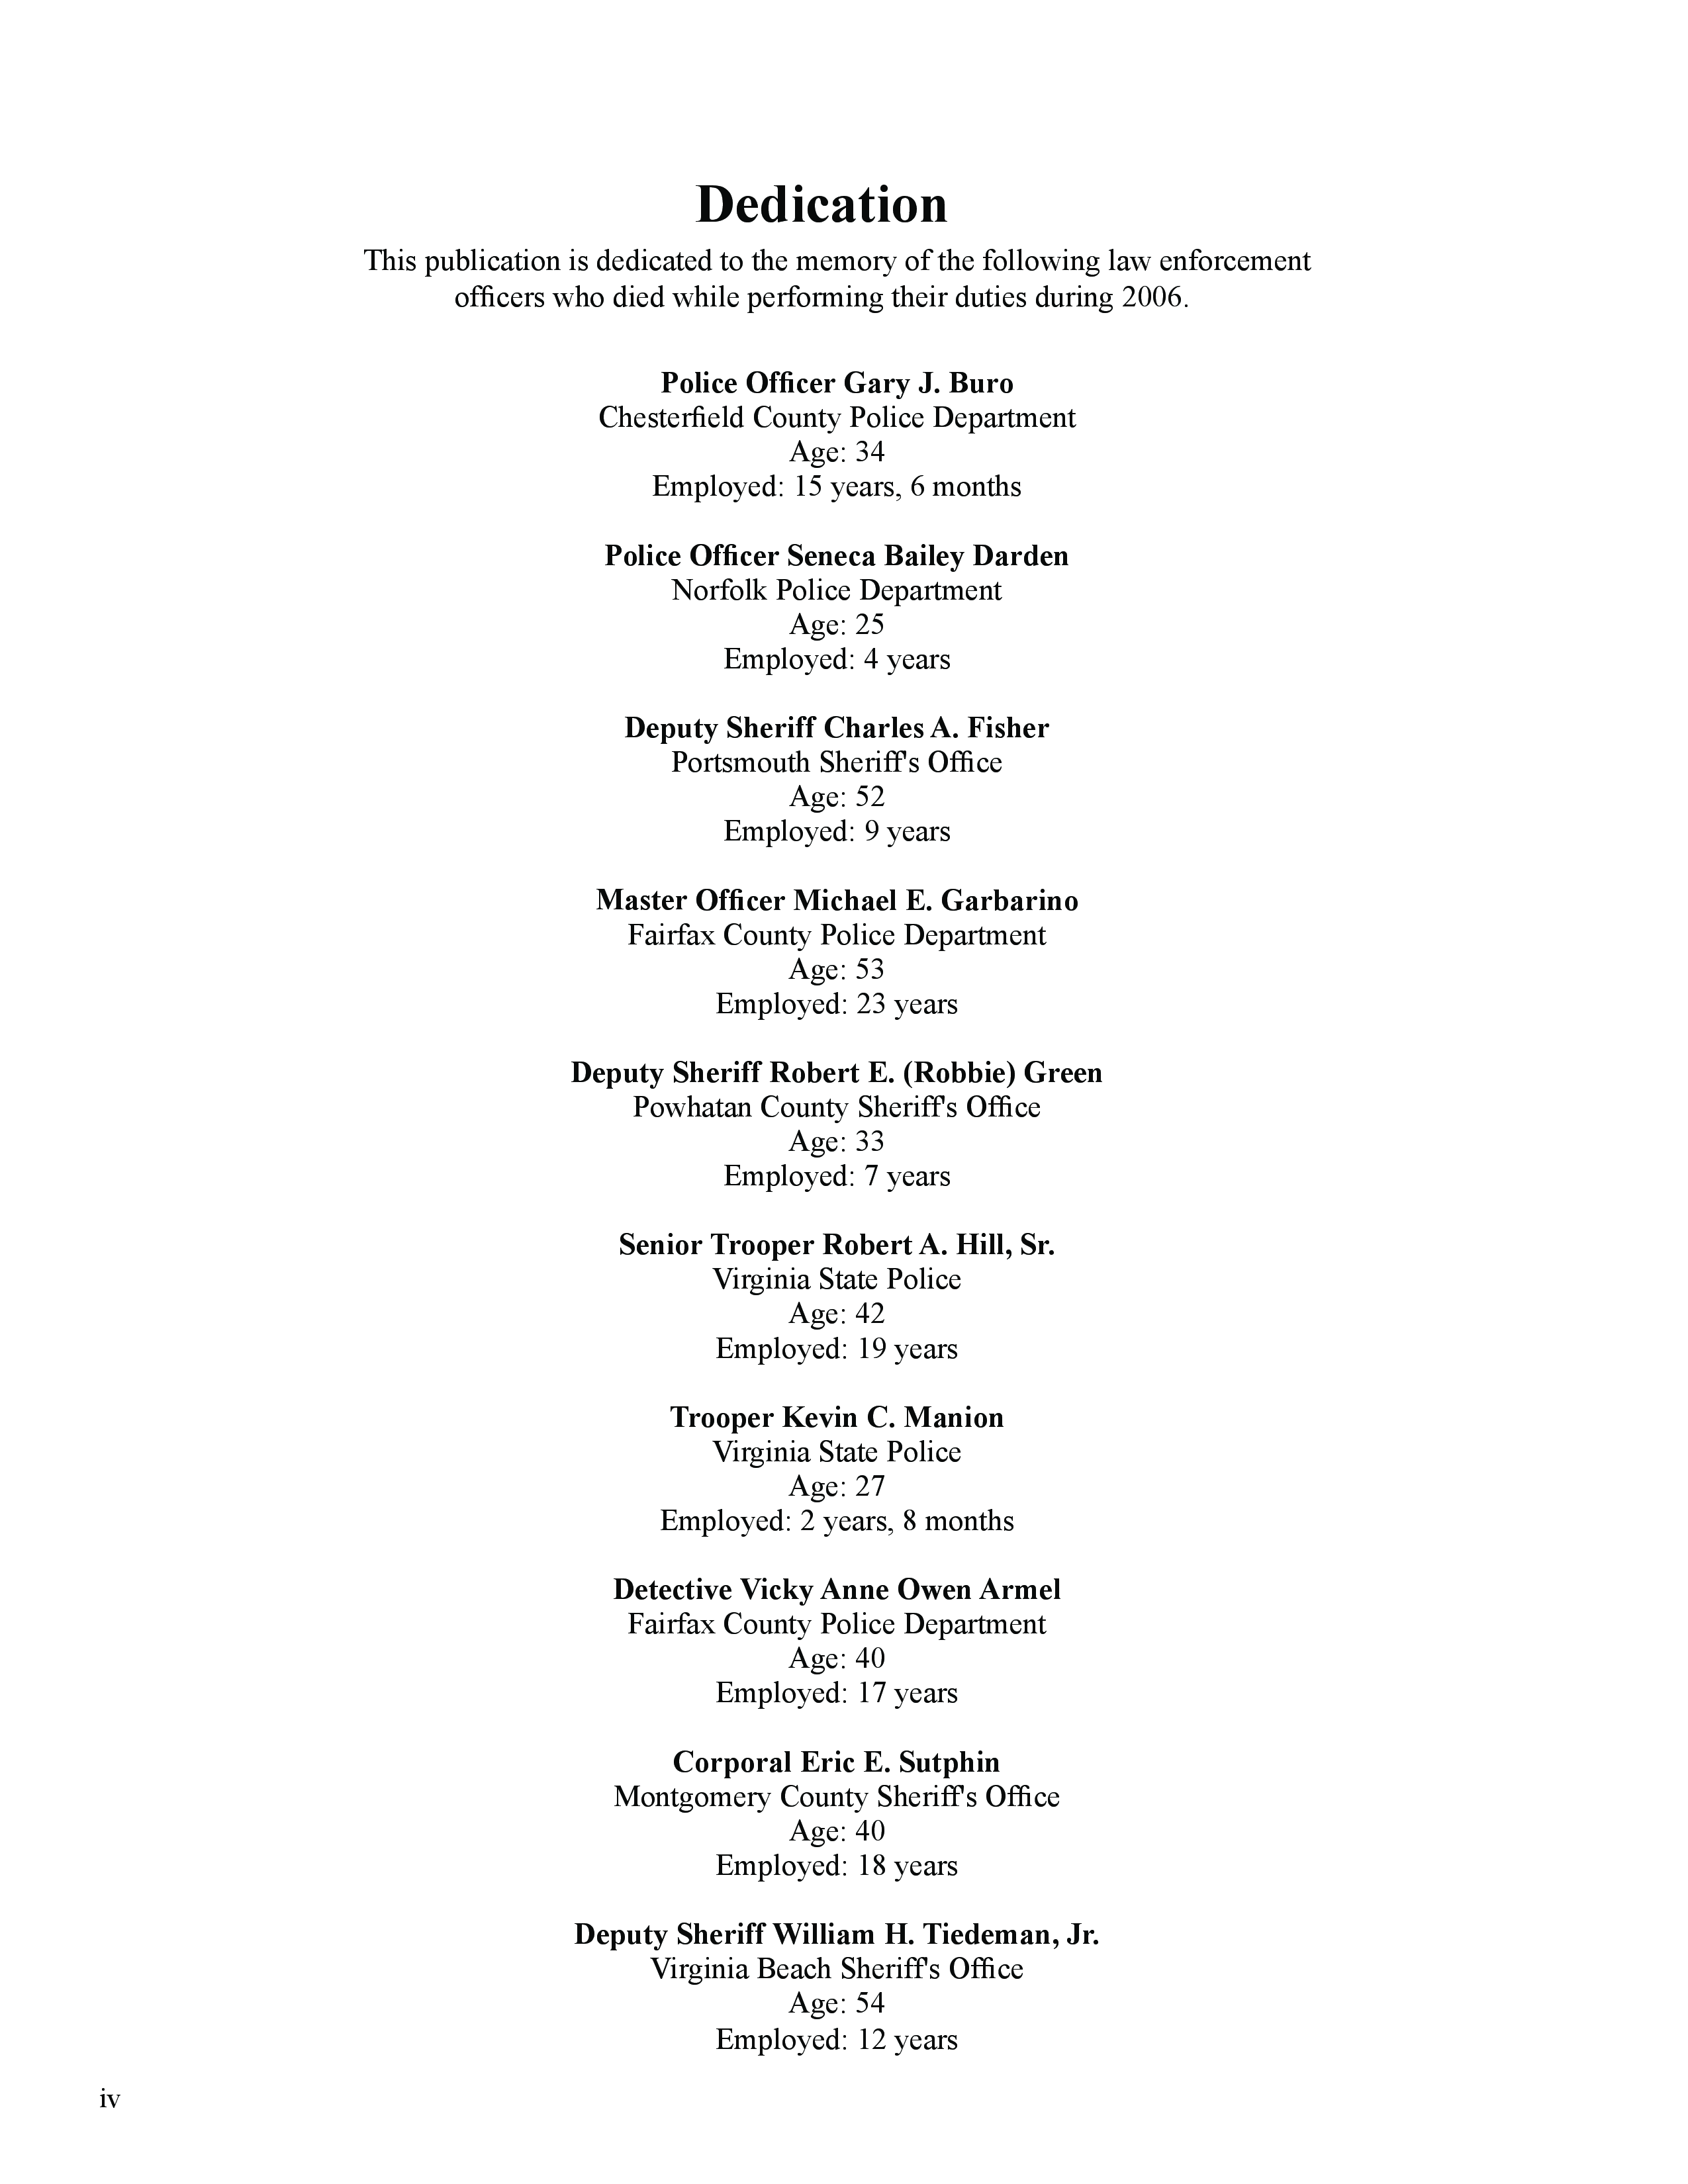 Dedication
This publication is dedicated to the memory of the following law enforcement
officers who died while performing their duties during 2006.
Police Officer Gary J. Buro
Chesterfield County Police Department
Age: 34
Employed: 15 years, 6 months
Police Officer Seneca Bailey Darden
Norfolk Police Department
Age: 25
Employed: 4 years
Deputy Sheriff Charles A. Fisher
Portsmouth Sheriff's Office
Age: 52
Employed: 9 years
Master Officer Michael E. Garbarino
Fairfax County Police Department
Age: 53
Employed: 23 years
Deputy Sheriff Robert E. (Robbie) Green
Powhatan County Sheriff's Office
Age: 33
Employed: 7 years
Senior Trooper Robert A. Hill, Sr.
Virginia State Police
Age: 42
Employed: 19 years
Trooper Kevin C. Manion
Virginia State Police
Age: 27
Employed: 2 years, 8 months
Detective Vicky Anne Owen Armel
Fairfax County Police Department
Age: 40
Employed: 17 years
Corporal Eric E. Sutphin
Montgomery County Sheriff's Office
Age: 40
Employed: 18 years
Deputy Sheriff William H. Tiedeman, Jr.
Virginia Beach Sheriff's Office
Age: 54
Employed: 12 years
iv